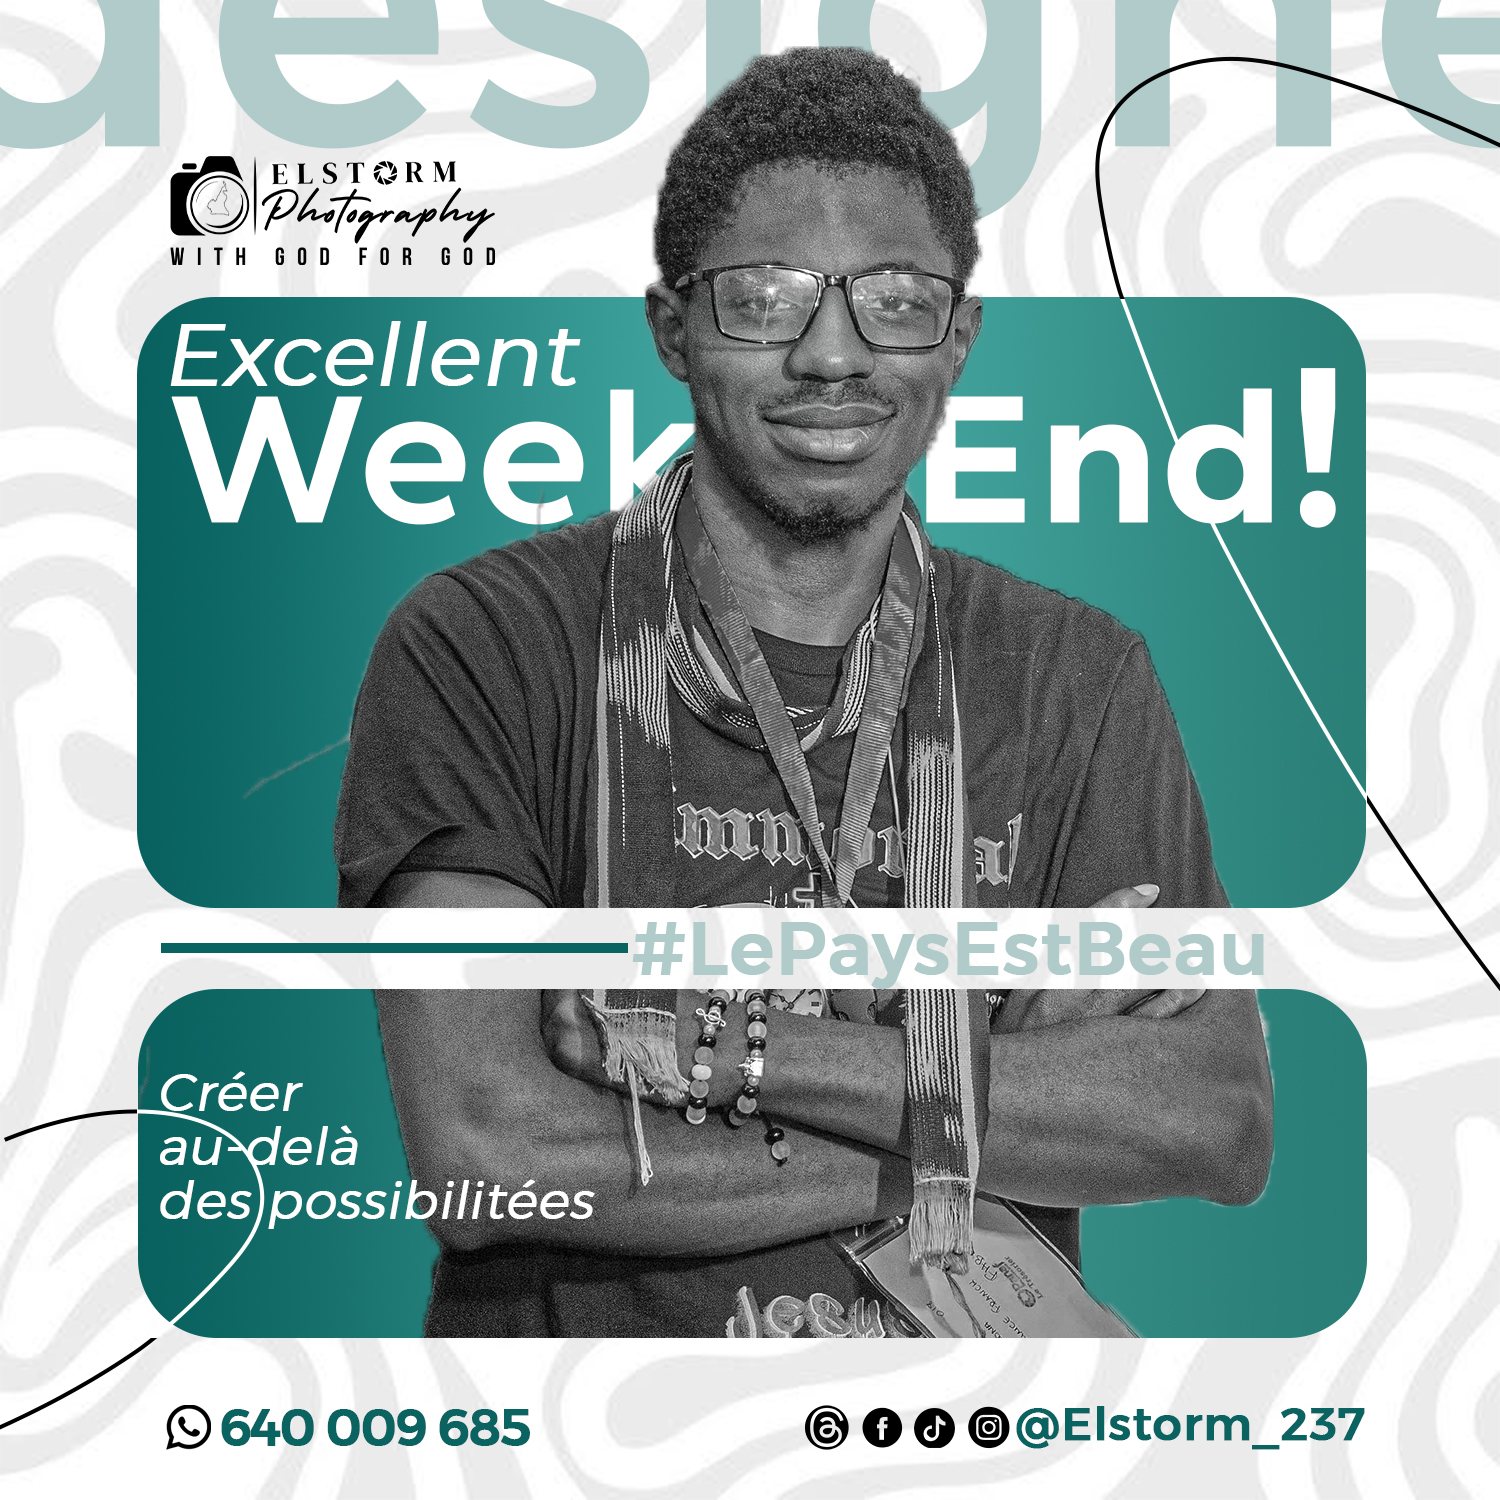 designe
ELSTORM
Photography
WITH GOD FOR GOD
Excellent
Week End!
#LePaysEstBeau
Créer
au-delà
des possibilitées
640 009 685
@Elstorm_237